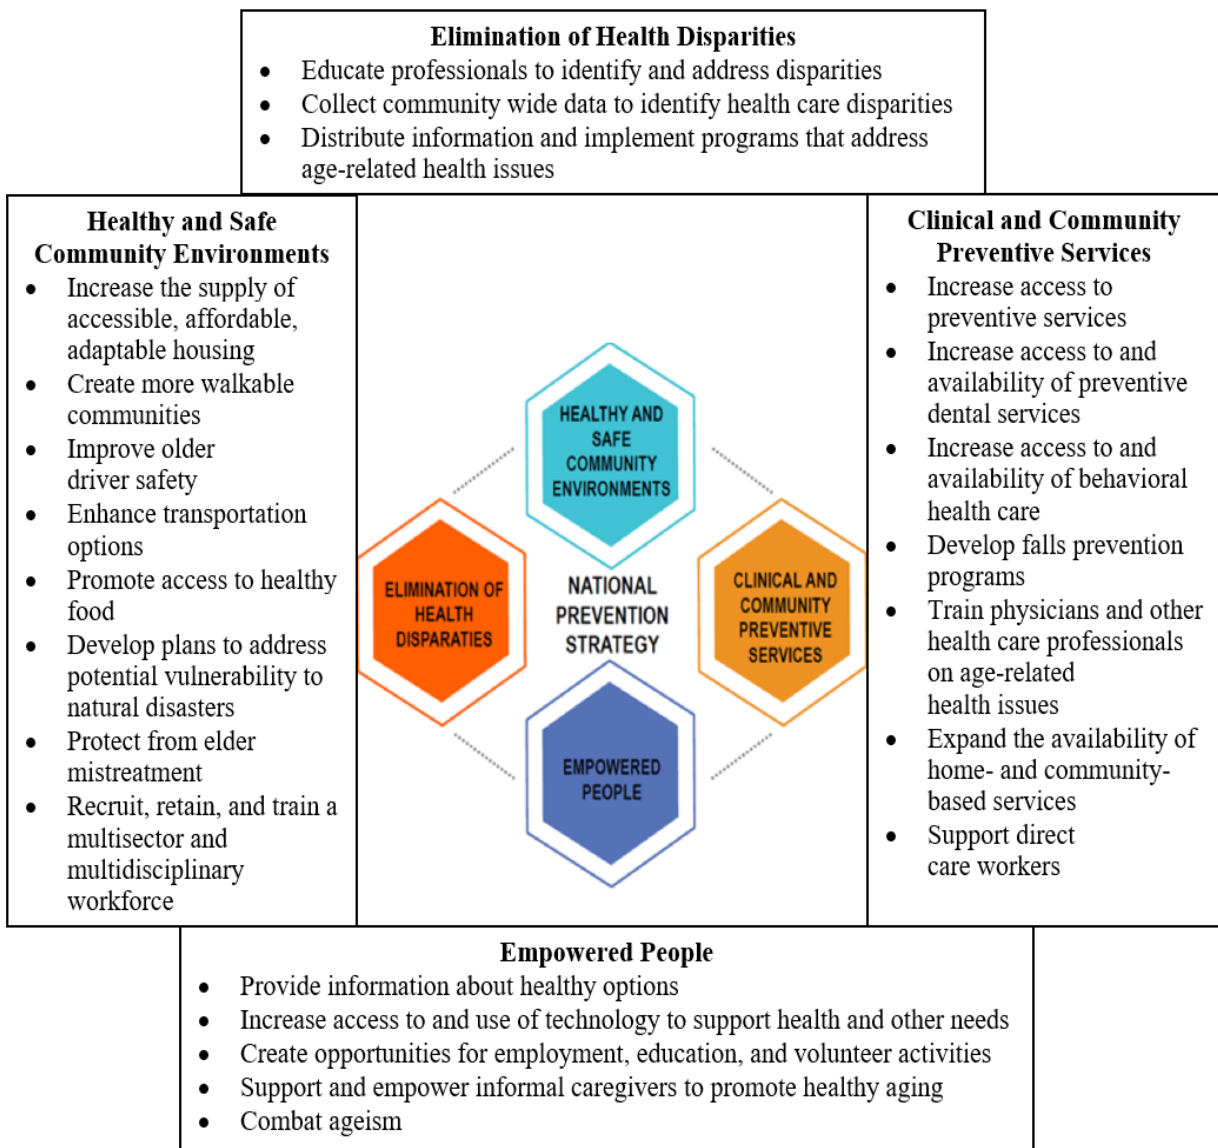 Elimination of Health Disparities
• Educate professionals to identify and address disparities
• Collect community wide data to identify health care disparities
• Distribute information and implement programs that address
age-related health issues
Healthy and Safe
Community Environments
• Increase the supply of
accessible, affordable,
adaptable housing
• Create more walkable
communities
• Improve older
driver safety
• Enhance transportation
options
• Promote access to healthy
food
• Develop plans to address
potential vulnerability to
natural disasters
• Protect from elder
mistreatment
• Recruit, retain, and train a
multisector and
multidisciplinary
workforce
HEALTHY AND
SAFE
COMMUNITY
ENVIRONMENTS
ELIMINATION OF
HEALTH
DISPARATIES
NATIONAL
PREVENTION
STRATEGY
CLINICAL AND
COMMUNITY
PREVENTIVE
SERVICES
EMPOWERED
PEOPLE
Clinical and Community
Preventive Services
• Increase access to
preventive services
• Increase access to and
availability of preventive
dental services
• Increase access to and
availability of behavioral
health care
• Develop falls prevention
programs
• Train physicians and other
health care professionals
on age-related
health issues
• Expand the availability of
home- and community-
based services
• Support direct
care workers
Empowered People
• Provide information about healthy options
• Increase access to and use of technology to support health and other needs
• Create opportunities for employment, education, and volunteer activities
• Support and empower informal caregivers to promote healthy aging
• Combat ageism